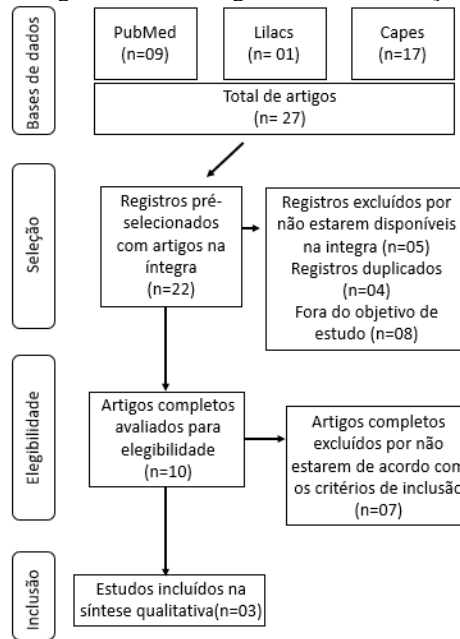 Bases de dados
PubMed
(n=09)
Lilacs
(n= 01)
Capes
(n=17)
Total de artigos
(n= 27)
Seleção
Registros pré-
selecionados
com artigos na
íntegra
(n=22)
Registros excluídos por
não estarem disponíveis
na integra (n=05)
Registros duplicados
(n=04)
Fora do objetivo de
estudo (n=08)
Elegibilidade
Artigos completos
avaliados para
elegibilidade
(n=10)
Artigos completos
excluídos por não
estarem de acordo com
os critérios de inclusão
(n=07)
Inclusão
Estudos incluídos na
síntese qualitativa(n=03)